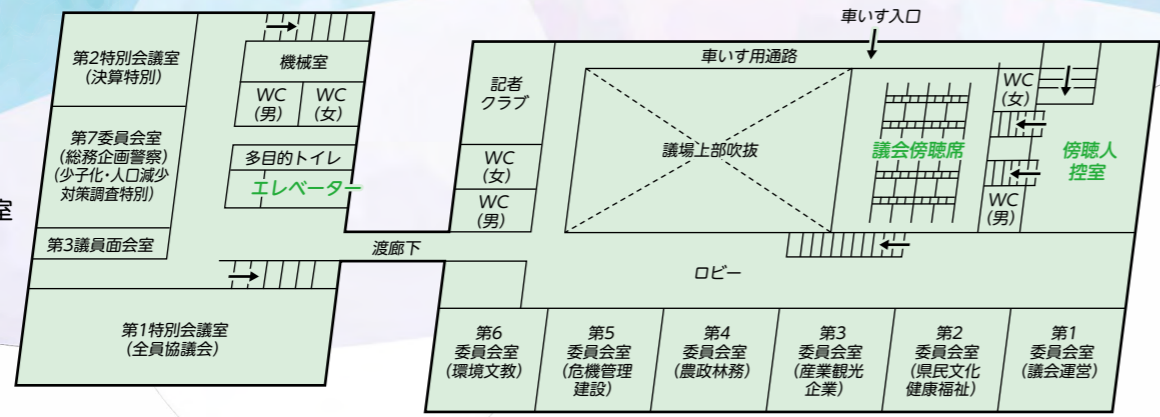 車いす入口
第2特別会議室
(決算特別)
機械室
WC
(男)
WC
(女)
第7委員会室
(総務企画警察)
(少子化・人口減少
対策調査特別)
多目的トイレ
エレベーター
第3議員面会室
室
渡廊下
第1特別会議室
(全員協議会)
記者
クラブ
WC
(女)
WC
(男)
車いす用通路
議場上部吹抜
議会傍聴席
WC
(女)
WC
(男)
傍聴人
控室
ロビー
第6
委員会室
(環境文教)
第5
委員会室
(危機管理
建設)
第4
委員会室
(農政林務)
第3
委員会室
(産業観光
企業)
第2
委員会室
(県民文化
健康福祉)
第1
委員会室
(議会運営)